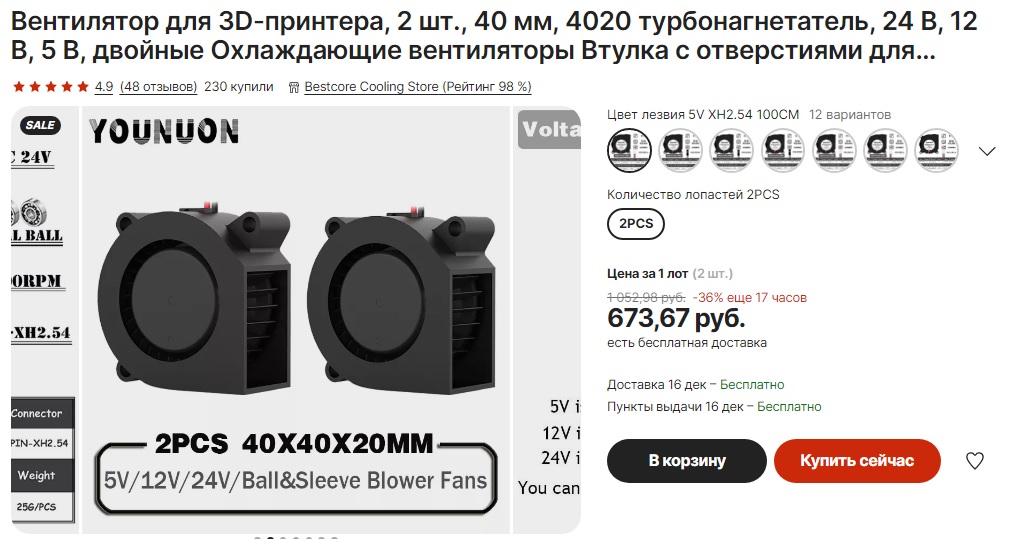 Вентилятор для 3D-принтера, 2 шт., 40 мм, 4020 турбонагнетатель, 24 В, 12
В, 5 В, двойные Охлаждающие вентиляторы Втулка с отверстиями для...
4.9 (48 отзывов) 230 купили Bestcore Cooling Store (Рейтинг 98 %)
SALE
24V
BALL
RPM
-XH2.54
Connector
PIN-XH2.54
Weight
25G/PCS
YOUNUON
2PCS 40X40X20MM
5V/12V/24V/Ball&Sleeve Blower Fans
Volta
5V i
12V i
24V i
You can
Цвет лезвия 5V XH2.54 100CM 12 вариантов
Количество лопастей 2PCS
2PCS
Цена за 1 лот (2 шт.)
1 052,98 руб. -36% еще 17 часов
673,67 руб.
есть бесплатная доставка
Доставка 16 дек – Бесплатно
Пункты выдачи 16 дек – Бесплатно
В корзину
Купить сейчас